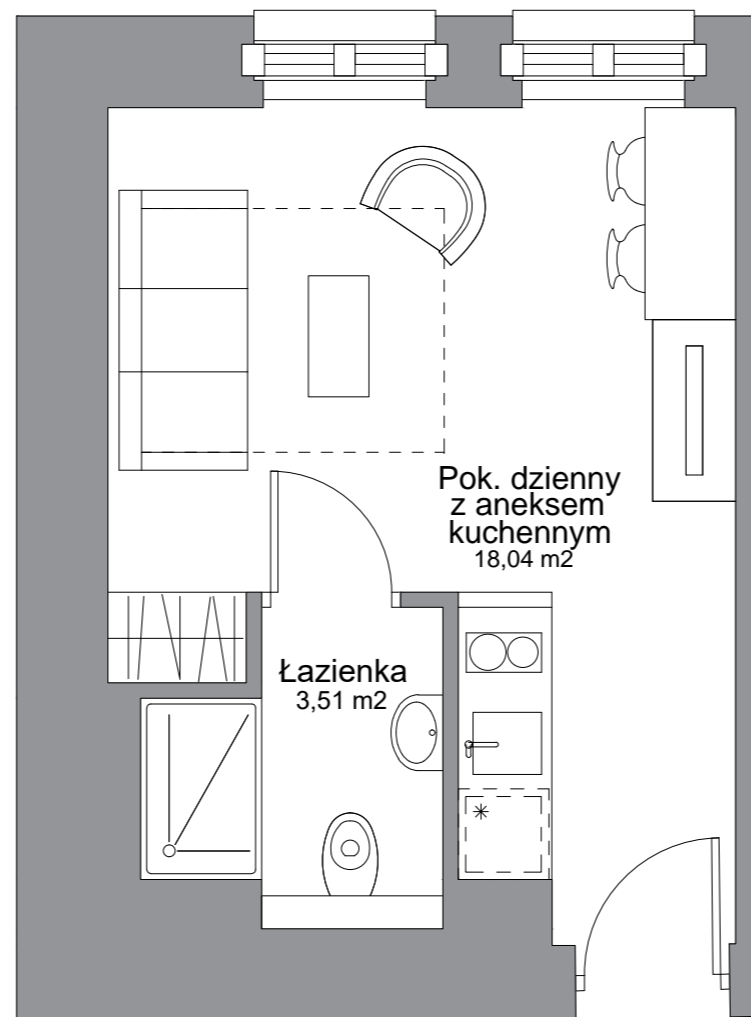 Pok. dzienny
z aneksem
kuchennym
18,04 m2
Łazienka
3,51 m2